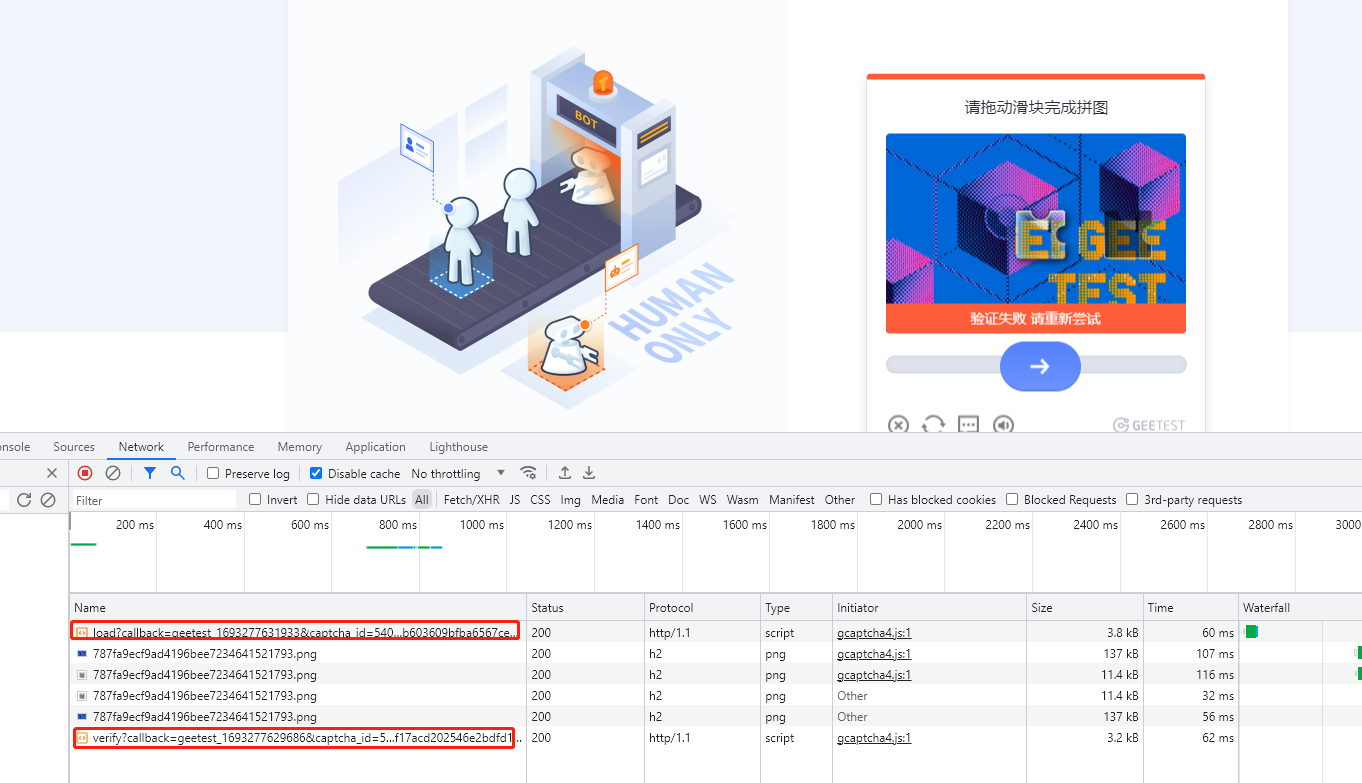 BOT
HUMAN
ONLY
请拖动滑块完成拼图
GEE
TEST
验证失败 请重新尝试
GEETEST
onsole Sources Network Performance Memory Application Lighthouse
Preserve log Disable cache No throttling
Filter Invert Hide data URLs All Fetch/XHR JS CSS Img Media Font Doc WS Wasm Manifest Other Has blocked cookies Blocked Requests 3rd-party requests
200 ms 400 ms 600 ms 800 ms 1000 ms 1200 ms 1400 ms 1600 ms 1800 ms 2000 ms 2200 ms 2400 ms 2600 ms 2800 ms 3000
Name Status Protocol Type Initiator Size Time Waterfall
load?callback=geetest_1693277631933&captcha_id=540...b603609bfba6567ce... 200 http/1.1 script gcaptcha4.js:1 3.8 kB 60 ms
787fa9ecf9ad4196bee7234641521793.png 200 h2 png gcaptcha4.js:1 137 kB 107 ms
787fa9ecf9ad4196bee7234641521793.png 200 h2 png gcaptcha4.js:1 11.4 kB 116 ms
787fa9ecf9ad4196bee7234641521793.png 200 h2 png Other 11.4 kB 32 ms
787fa9ecf9ad4196bee7234641521793.png 200 h2 png Other 137 kB 56 ms
verify?callback=geetest_1693277629686&captcha_id=5...f17acd202546e2bdfd1... 200 http/1.1 script gcaptcha4.js:1 3.2 kB 62 ms